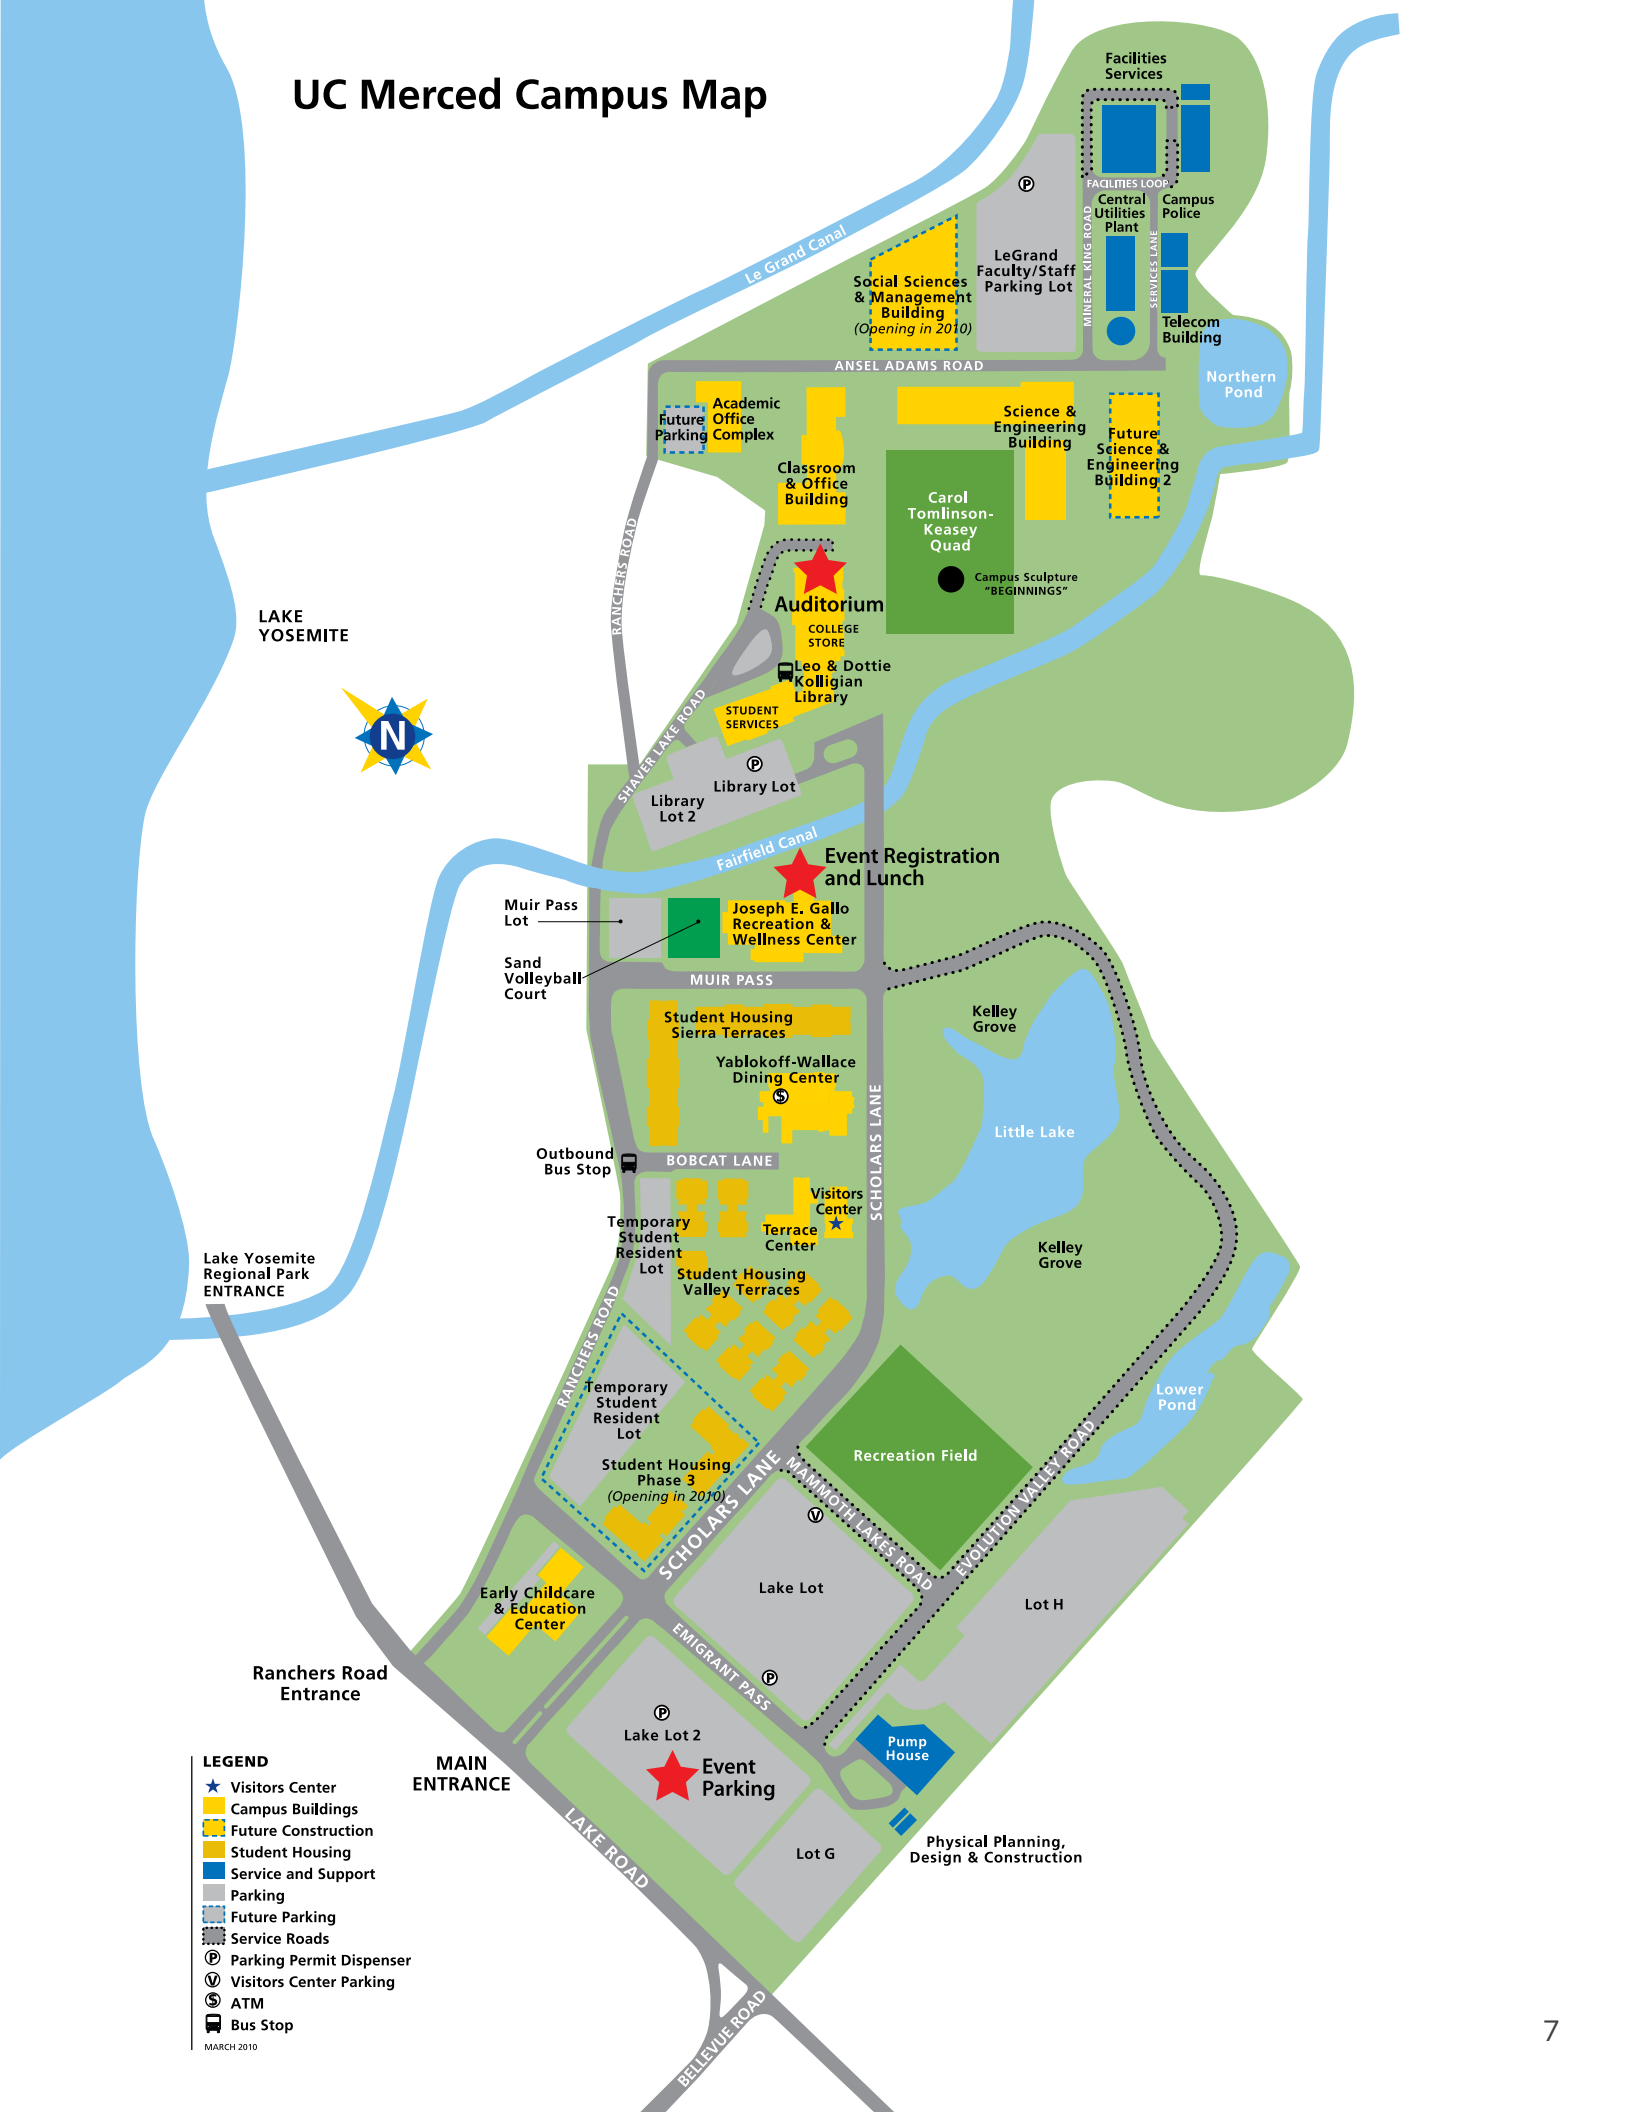 UC Merced Campus Map
Facilities
Services
P
FACILITIES LOOP
Central
Utilities
Plant
Campus
Police
MINERAL KING ROAD
SERVICES LANE
Le Grand Canal
LeGrand
Faculty/Staff
Parking Lot
Social Sciences
& Management
Building
(Opening in 2010)
Telecom
Building
Northern
Pond
ANSEL ADAMS ROAD
Academic
Office
Complex
Future
Parking
Science &
Engineering
Building
Future
Science &
Engineering
Building 2
Classroom
& Office
Building
Carol
Tomlinson-
Keasey
Quad
Campus Sculpture
“BEGINNINGS”
RANCHERS ROAD
Auditorium
COLLEGE
STORE
LAKE
YOSEMITE
N
Leo & Dottie
Kolligian
Library
STUDENT
SERVICES
SHAVER LAKE ROAD
P
Library Lot
Library
Lot 2
Fairfield Canal
Event Registration
and Lunch
Muir Pass
Lot
Joseph E. Gallo
Recreation &
Wellness Center
Sand
Volleyball
Court
MUIR PASS
Student Housing
Sierra Terraces
Kelley
Grove
Yablokoff-Wallace
Dining Center
$
Little Lake
SCHOLARS LANE
Outbound
Bus Stop
BOBCAT LANE
Visitors
Center
Terrace
Center
Temporary
Student
Resident
Lot
Kelley
Grove
Lake Yosemite
Regional Park
ENTRANCE
Student Housing
Valley Terraces
RANCHERS ROAD
Temporary
Student
Resident
Lot
Lower
Pond
Recreation Field
Student Housing
Phase 3
(Opening in 2010)
SCHOLARS LANE
MAMMOTH LAKES ROAD
EVOLUTION VALLEY ROAD
V
Lake Lot
Lot H
Early Childcare
& Education
Center
EMIGRANT PASS
P
Ranchers Road
Entrance
P
Lake Lot 2
Pump
House
MAIN
ENTRANCE
Event
Parking
LAKE ROAD
Lot G
Physical Planning,
Design & Construction
BELLEVUE ROAD
LEGEND
Visitors Center
Campus Buildings
Future Construction
Student Housing
Service and Support
Parking
Future Parking
Service Roads
P Parking Permit Dispenser
V Visitors Center Parking
$ ATM
Bus Stop
MARCH 2010
7